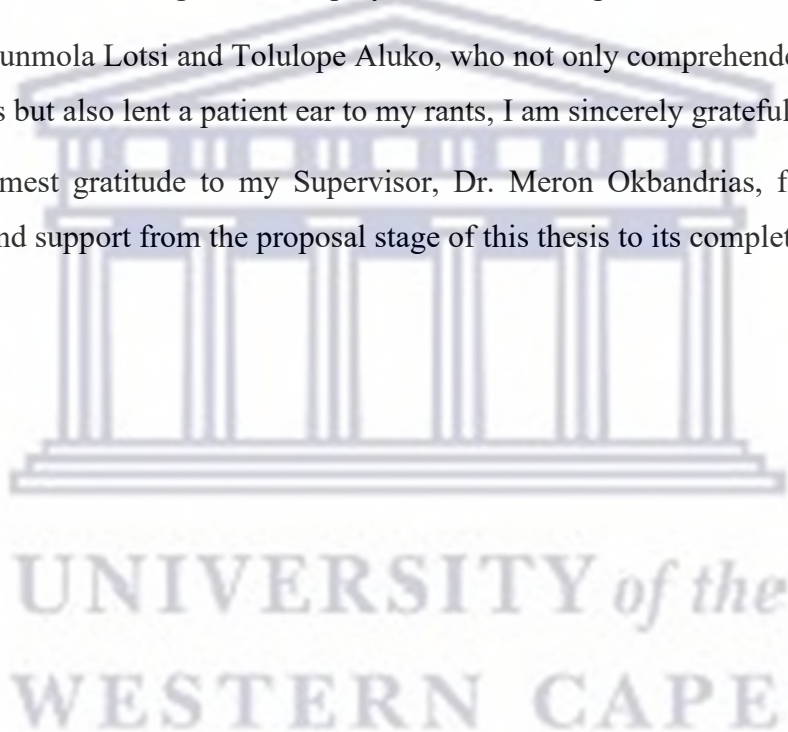 unmola Lotsi and Tolulope Aluko, who not only comprehende
s but also lent a patient ear to my rants, I am sincerely grateful
mest gratitude to my Supervisor, Dr. Meron Okbandrias, f
nd support from the proposal stage of this thesis to its complet
UNIVERSITY of the
WESTERN CAPE